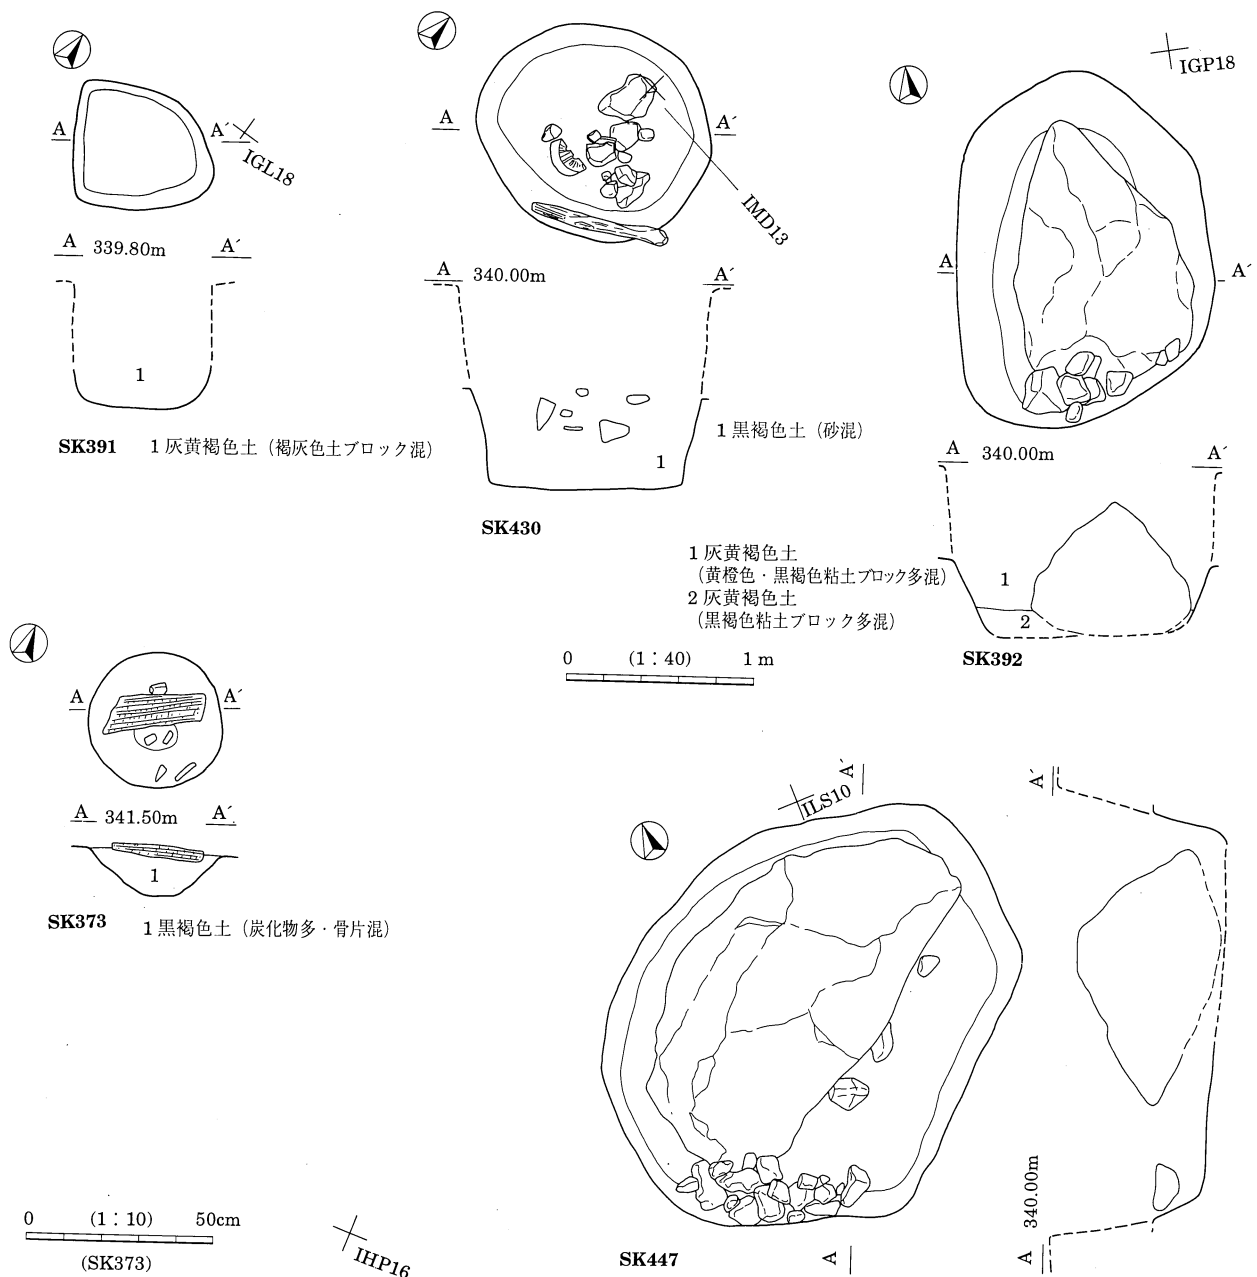 A A´
IGL18
A 339.80m A´
1
SK391 1 灰黄褐色土（褐灰色土ブロック混）
A A´
IMD13
A 340.00m A´
1
1 黒褐色土（砂混）
SK430
IGP18
A A´
A 340.00m A´
1
2
1 灰黄褐色土
（黄橙色・黒褐色粘土ブロック多混）
2 灰黄褐色土
（黒褐色粘土ブロック多混）
SK392
0 (1：40) 1 m
A A´
A 341.50m A´
1
SK373 1 黒褐色土（炭化物多・骨片混）
0 (1：10) 50cm
(SK373)
IHP16
ILS10
A´
A´
340.00m
A
A
SK447